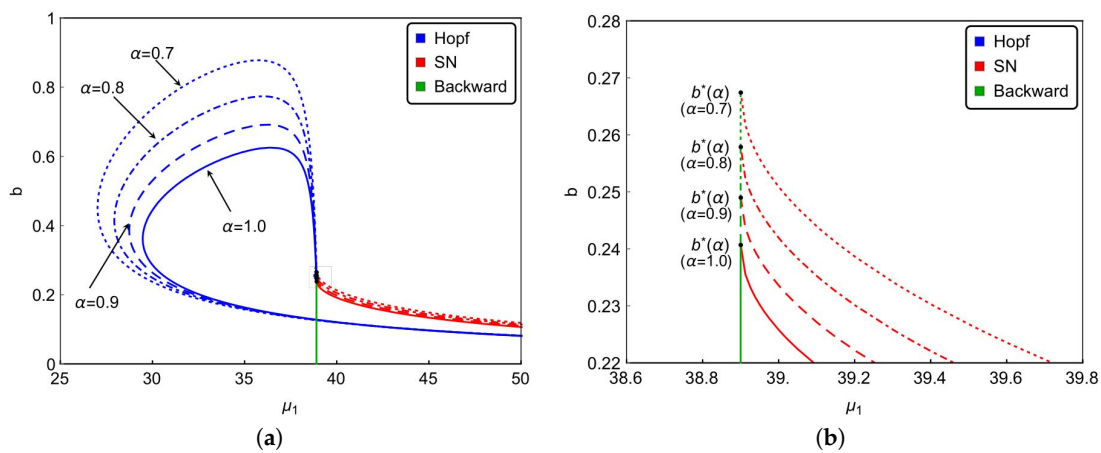 b
1
0.8
0.6
0.4
0.2
0
25
30
35
40
45
50
μ₁
α=0.7
α=0.8
α=0.9
α=1.0
Hopf
SN
Backward
(a)
b
0.28
0.27
0.26
0.25
0.24
0.23
0.22
38.6
38.8
39.
39.2
39.4
39.6
39.8
μ₁
b*(α)
(α=0.7)
b*(α)
(α=0.8)
b*(α)
(α=0.9)
b*(α)
(α=1.0)
Hopf
SN
Backward
(b)